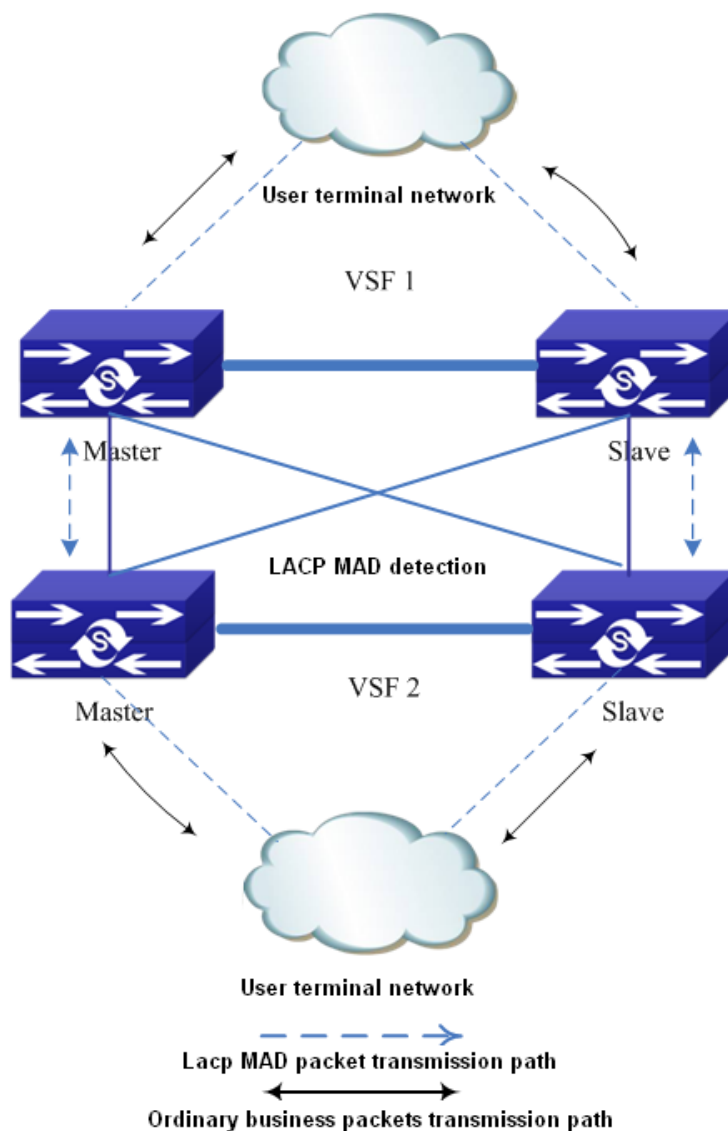 User terminal network
VSF 1
S
S
Master
Slave
LACP MAD detection
S
S
VSF 2
Master
Slave
User terminal network
Lacp MAD packet transmission path
Ordinary business packets transmission path